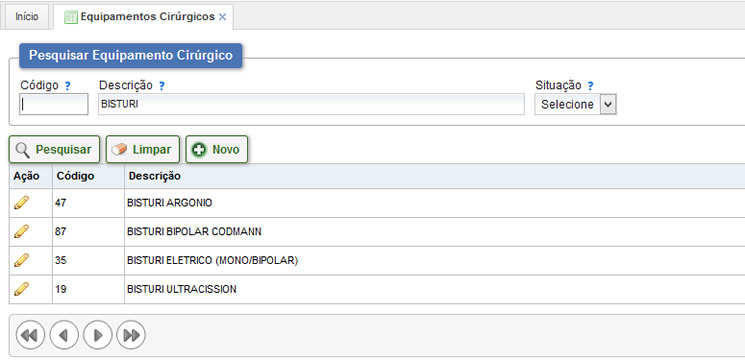 Início Equipamentos Cirúrgicos
Pesquisar Equipamento Cirúrgico
Código ? Descrição ? Situação ?
BISTURI Selecione
Pesquisar Limpar Novo
Ação Código Descrição
47 BISTURI ARGONIO
87 BISTURI BIPOLAR CODMANN
35 BISTURI ELETRICO (MONO/BIPOLAR)
19 BISTURI ULTRACISSION